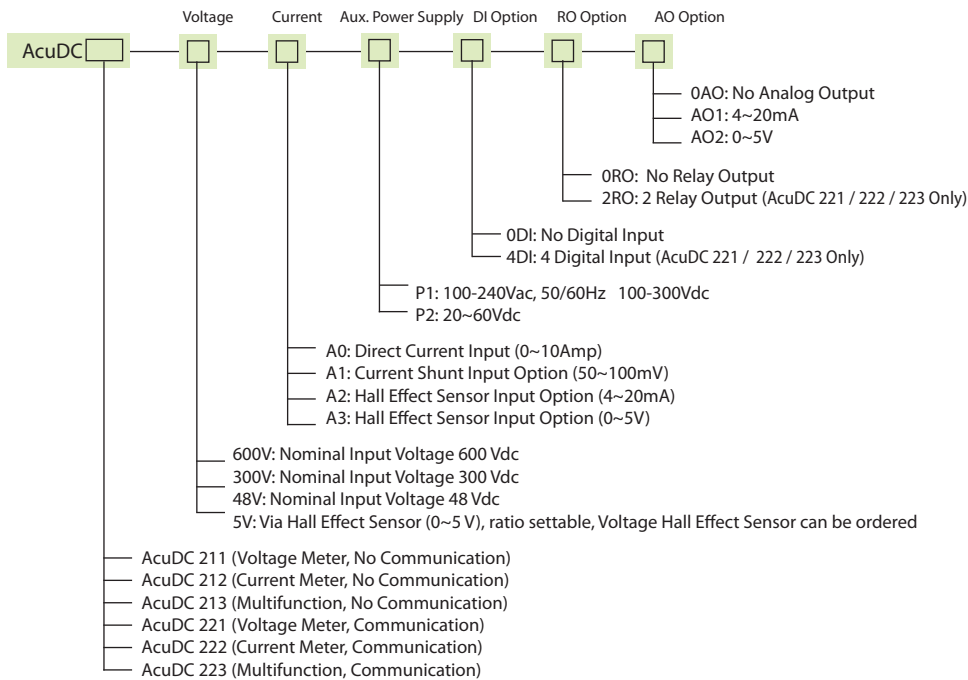 Voltage Current Aux. Power Supply DI Option RO Option AO Option
AcuDC
0AO: No Analog Output
AO1: 4~20mA
AO2: 0~5V
0RO: No Relay Output
2RO: 2 Relay Output (AcuDC 221 / 222 / 223 Only)
0DI: No Digital Input
4DI: 4 Digital Input (AcuDC 221 / 222 / 223 Only)
P1: 100-240Vac, 50/60Hz 100-300Vdc
P2: 20~60Vdc
A0: Direct Current Input (0~10Amp)
A1: Current Shunt Input Option (50~100mV)
A2: Hall Effect Sensor Input Option (4~20mA)
A3: Hall Effect Sensor Input Option (0~5V)
600V: Nominal Input Voltage 600 Vdc
300V: Nominal Input Voltage 300 Vdc
48V: Nominal Input Voltage 48 Vdc
5V: Via Hall Effect Sensor (0~5 V), ratio settable, Voltage Hall Effect Sensor can be ordered
AcuDC 211 (Voltage Meter, No Communication)
AcuDC 212 (Current Meter, No Communication)
AcuDC 213 (Multifunction, No Communication)
AcuDC 221 (Voltage Meter, Communication)
AcuDC 222 (Current Meter, Communication)
AcuDC 223 (Multifunction, Communication)